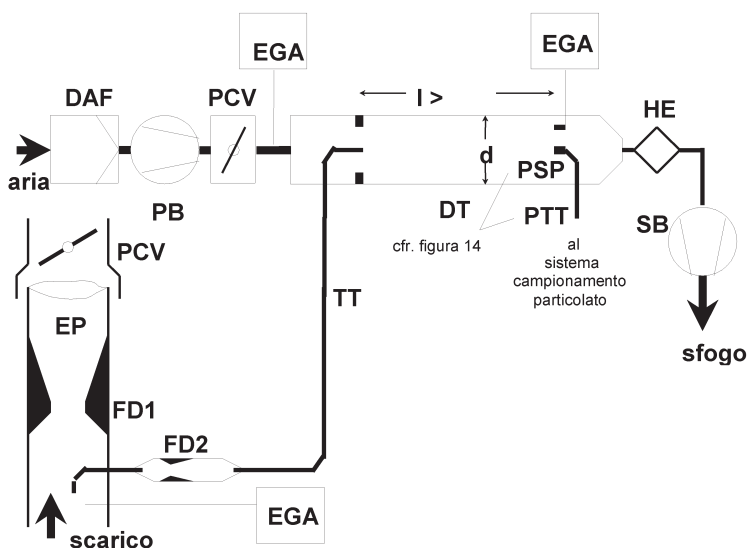 EGA
EGA
DAF
PCV
l >
HE
aria
d
PSP
PB
DT
PTT
SB
PCV
cfr. figura 14
al
sistema
campionamento
particolato
TT
EP
sfogo
FD1
FD2
EGA
scarico